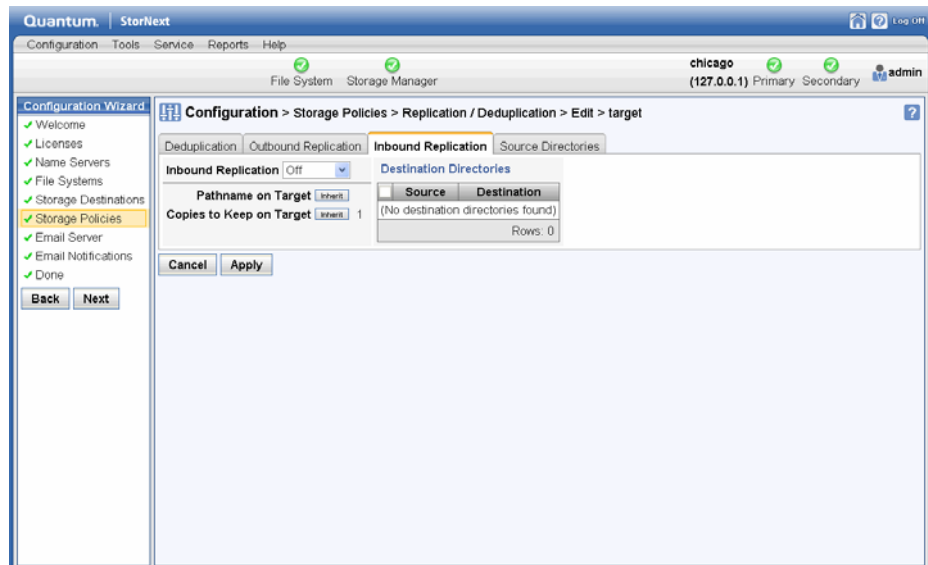 Quantum. StorNext
Log Off
Configuration Tools Service Reports Help
File System Storage Manager
chicago
(127.0.0.1) Primary Secondary
admin
Configuration Wizard
Welcome
Licenses
Name Servers
File Systems
Storage Destinations
Storage Policies
Email Server
Email Notifications
Done
Back Next
Configuration > Storage Policies > Replication / Deduplication > Edit > target
?
Deduplication Outbound Replication Inbound Replication Source Directories
Inbound Replication Off
Pathname on Target Inherit
Copies to Keep on Target Inherit 1
Destination Directories
Source Destination
(No destination directories found)
Rows: 0
Cancel Apply